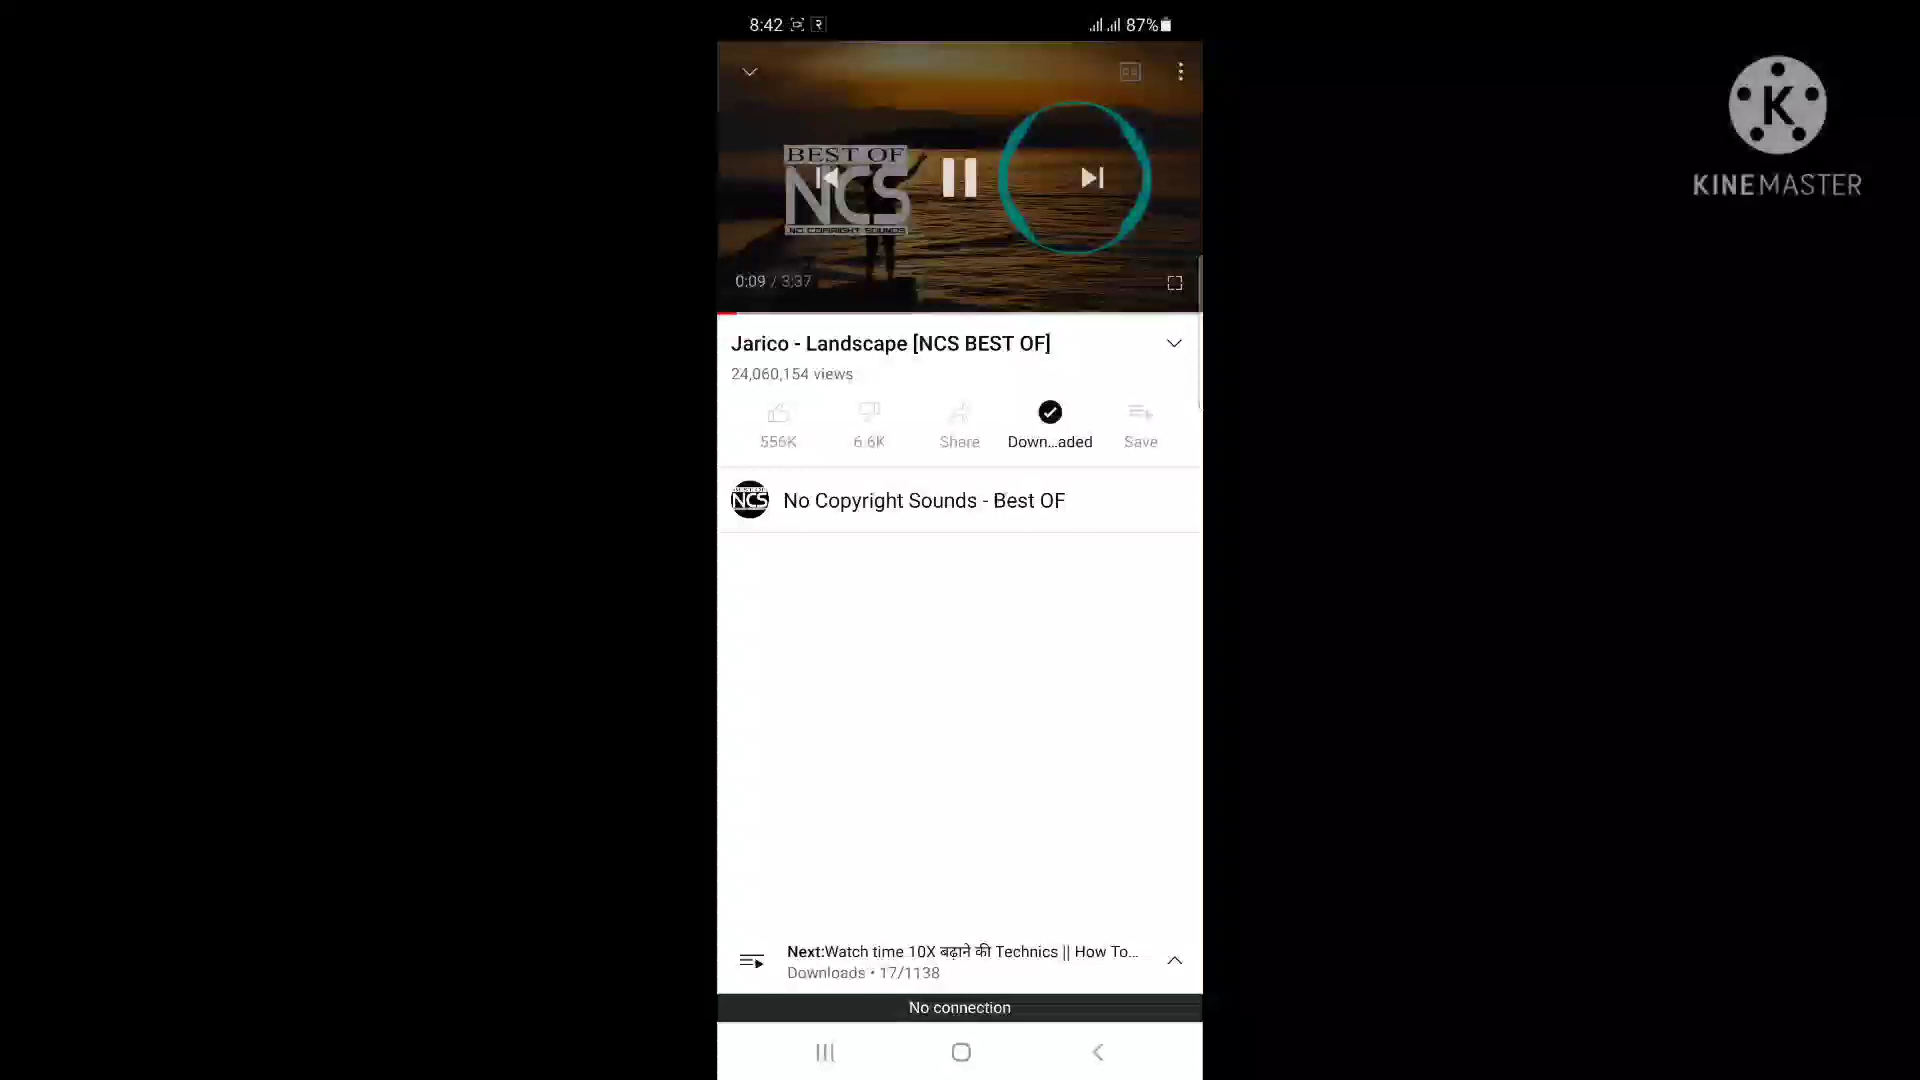 8:42
87%
K
KINEMASTER
BEST OF
NCS
NO COPYRIGHT SOUNDS
0:09 / 3:37
Jarico - Landscape [NCS BEST OF]
24,060,154 views
556K
6.6K
Share
Down...aded
Save
NCS
No Copyright Sounds - Best OF
Next:Watch time 10X बढ़ाने की Technics || How To...
Downloads • 17/1138
No connection